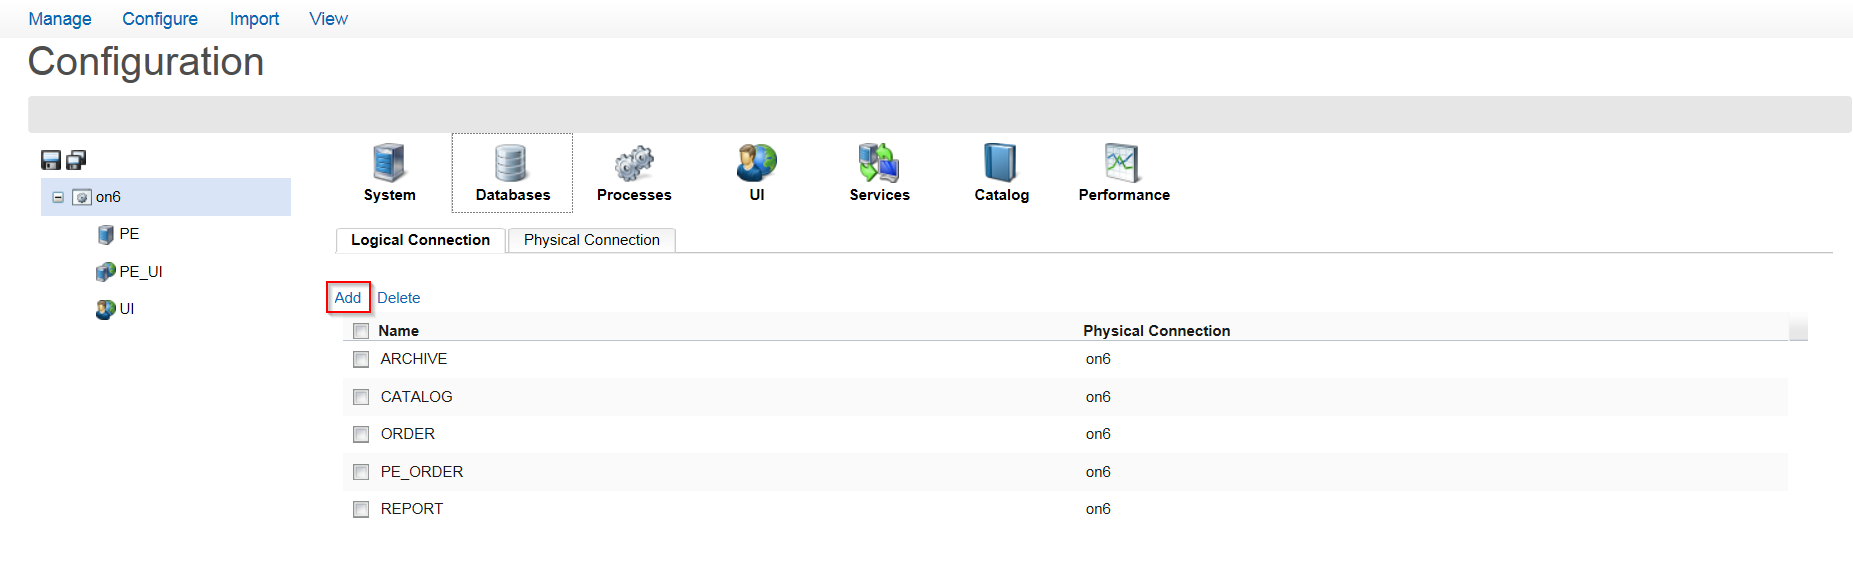 Manage Configure Import View
Configuration
System Databases Processes UI Services Catalog Performance
on6
PE
PE_UI
UI
Logical Connection Physical Connection
Add Delete
Name Physical Connection
ARCHIVE on6
CATALOG on6
ORDER on6
PE_ORDER on6
REPORT on6